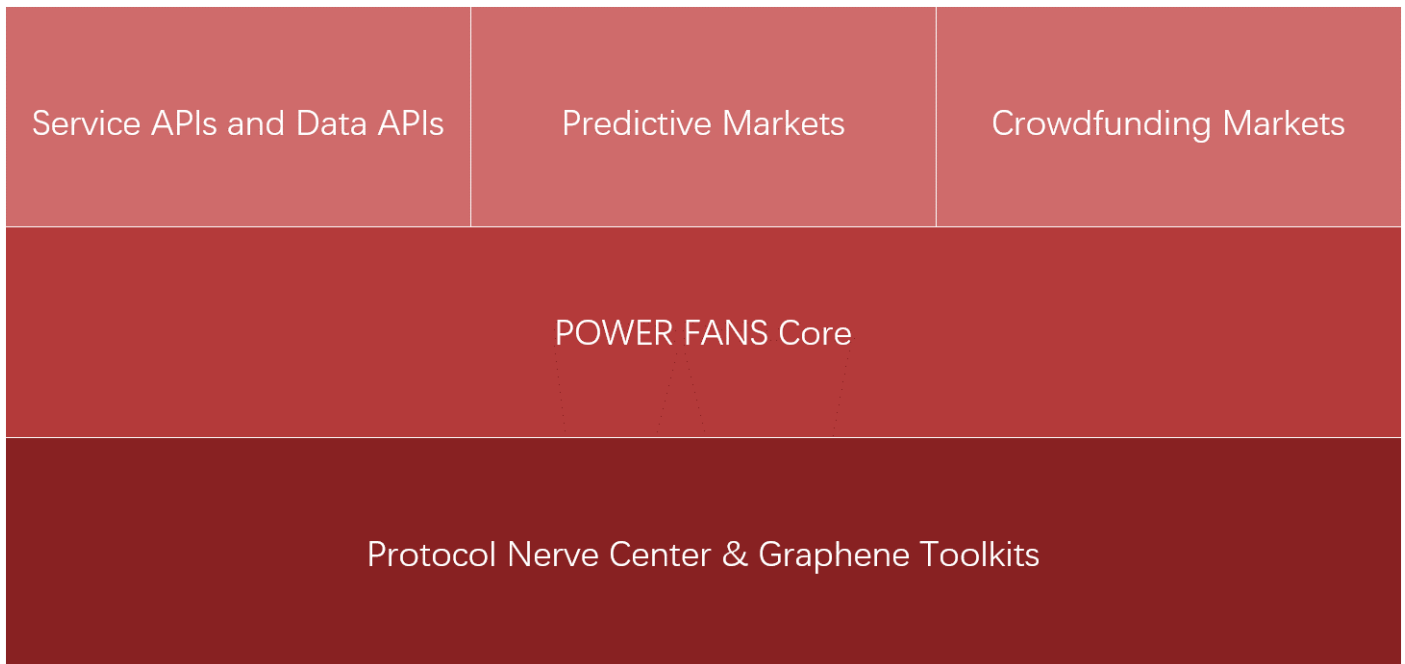 Service APIs and Data APIs
Predictive Markets
Crowdfunding Markets
POWER FANS Core
Protocol Nerve Center & Graphene Toolkits